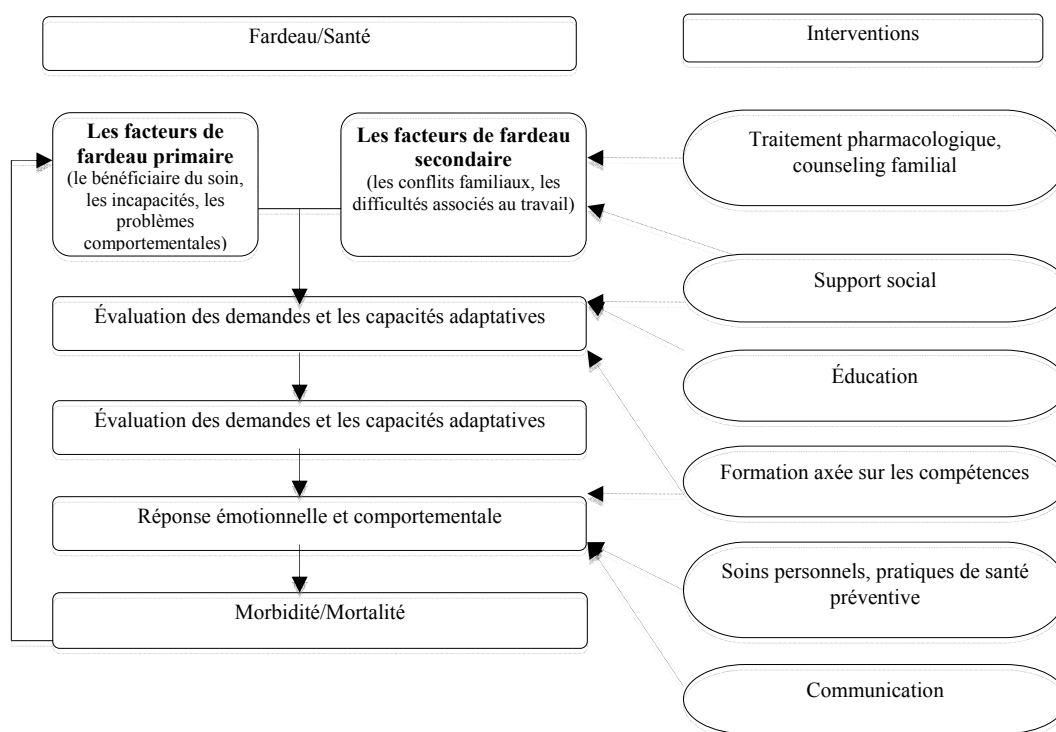 Fardeau/Santé
Interventions
Les facteurs de
fardeau primaire
(le bénéficiaire du soin,
les incapacités, les
problèmes
comportementales)
Les facteurs de fardeau
secondaire
(les conflits familiaux, les
difficultés associés au travail)
Traitement pharmacologique,
counseling familial
Support social
Évaluation des demandes et les capacités adaptatives
Éducation
Évaluation des demandes et les capacités adaptatives
Formation axée sur les compétences
Réponse émotionnelle et comportementale
Soins personnels, pratiques de santé
préventive
Morbidité/Mortalité
Communication